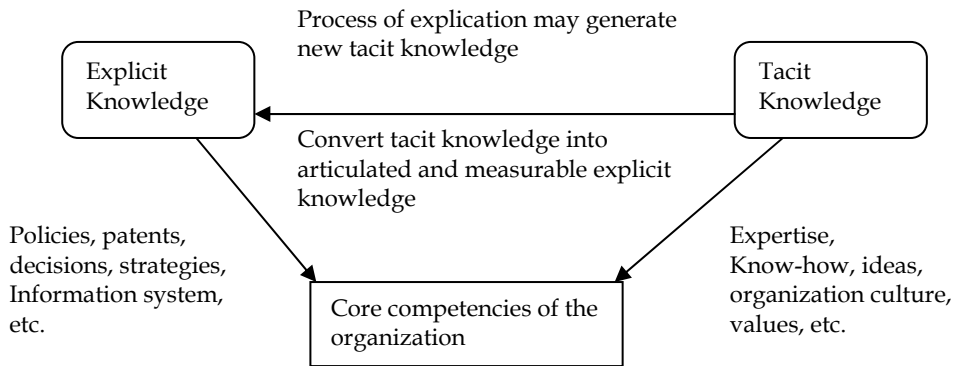 Process of explication may generate
new tacit knowledge
Explicit
Knowledge
Tacit
Knowledge
Convert tacit knowledge into
articulated and measurable explicit
knowledge
Policies, patents,
decisions, strategies,
Information system,
etc.
Expertise,
Know-how, ideas,
organization culture,
values, etc.
Core competencies of the
organization